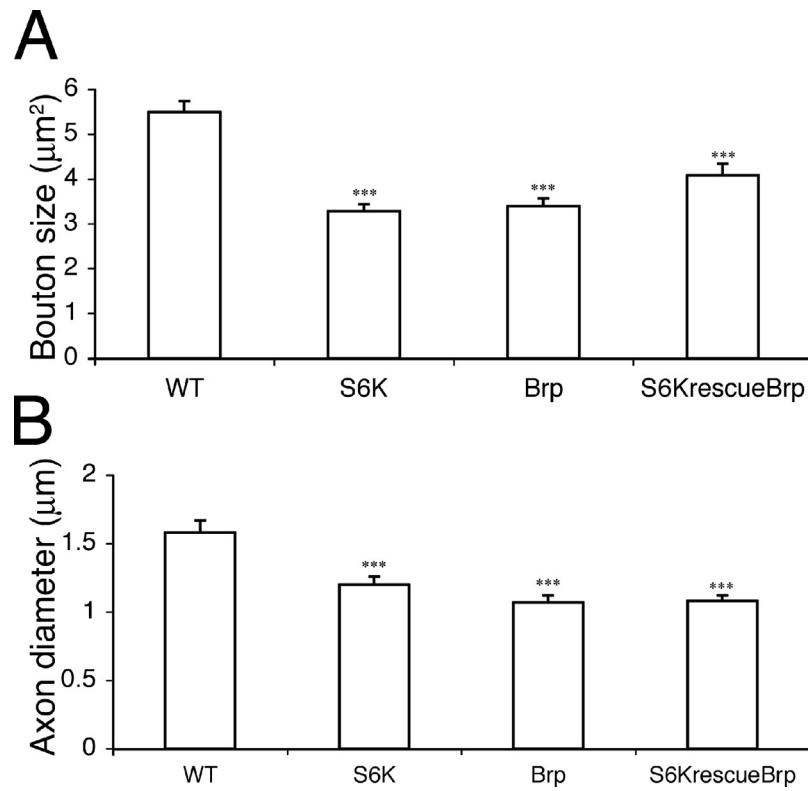 A
Bouton size (μm²)
6
5
4
3
2
1
0
***
***
***
WT
S6K
Brp
S6KrescueBrp
B
Axon diameter (μm)
2
1.5
1
0.5
0
***
***
***
WT
S6K
Brp
S6KrescueBrp